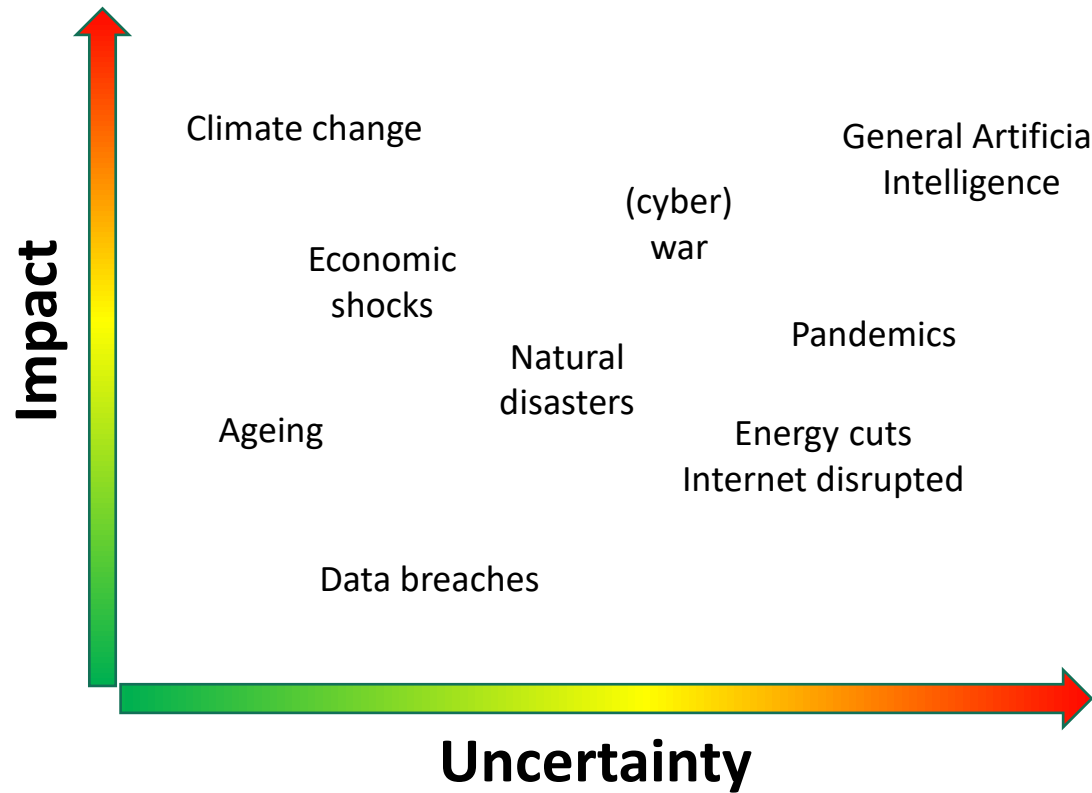 Climate change
General Artificia
Intelligence
(cyber)
war
Economic
shocks
Pandemics
Natural
disasters
Ageing
Energy cuts
Internet disrupted
Data breaches
Impact
Uncertainty